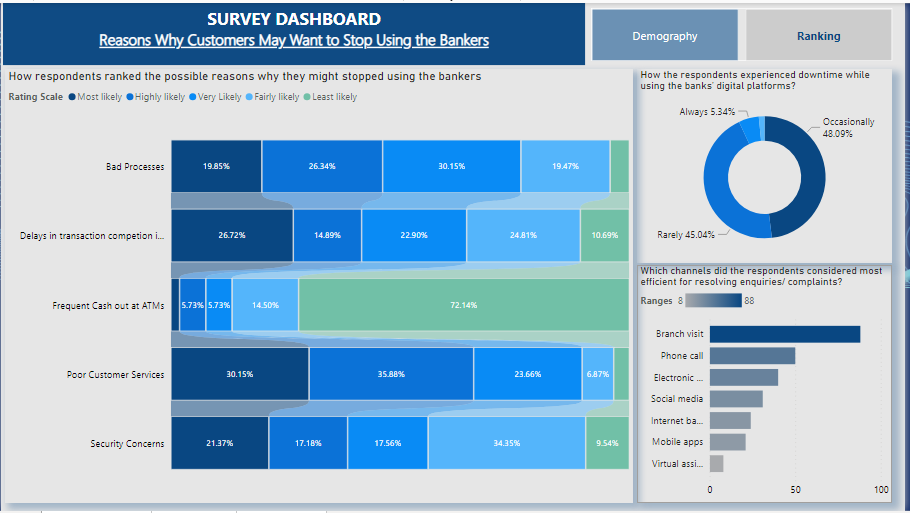 SURVEY DASHBOARD
Reasons Why Customers May Want to Stop Using the Bankers
Demography
Ranking
How respondents ranked the possible reasons why they might stopped using the bankers
Rating Scale Most likely Highly likely Very Likely Fairly likely Least likely
Bad Processes 19.85% 26.34% 30.15% 19.47%
Delays in transaction competion i... 26.72% 14.89% 22.90% 24.81% 10.69%
Frequent Cash out at ATMs 5.73% 5.73% 14.50% 72.14%
Poor Customer Services 30.15% 35.88% 23.66% 6.87%
Security Concerns 21.37% 17.18% 17.56% 34.35% 9.54%
How the respondents experienced downtime while
using the banks' digital platforms?
Always 5.34%
Occasionally
48.09%
Rarely 45.04%
Which channels did the respondents considered most
efficient for resolving enquiries/ complaints?
Ranges 8 88
Branch visit
Phone call
Electronic ...
Social media
Internet ba...
Mobile apps
Virtual assi...
0 50 100